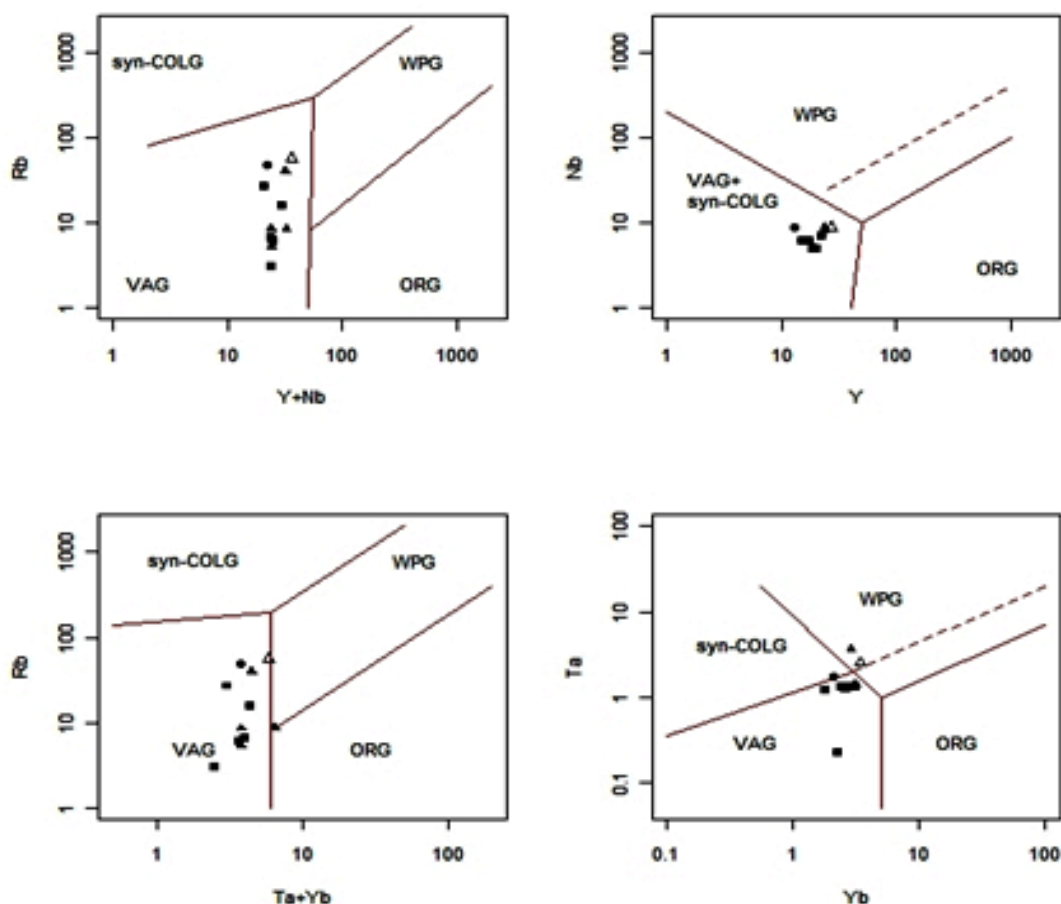 syn-COLG
WPG
VAG
ORG
Rb
1 10 100 1000
1 10 100 1000
Y+Nb
WPG
VAG+
syn-COLG
ORG
Nb
1 10 100 1000
1 10 100 1000
Y
syn-COLG
WPG
VAG
ORG
Rb
1 10 100 1000
1 10 100
Ta+Yb
WPG
syn-COLG
VAG
ORG
Ta
0.1 1 10 100
0.1 1 10 100
Yb